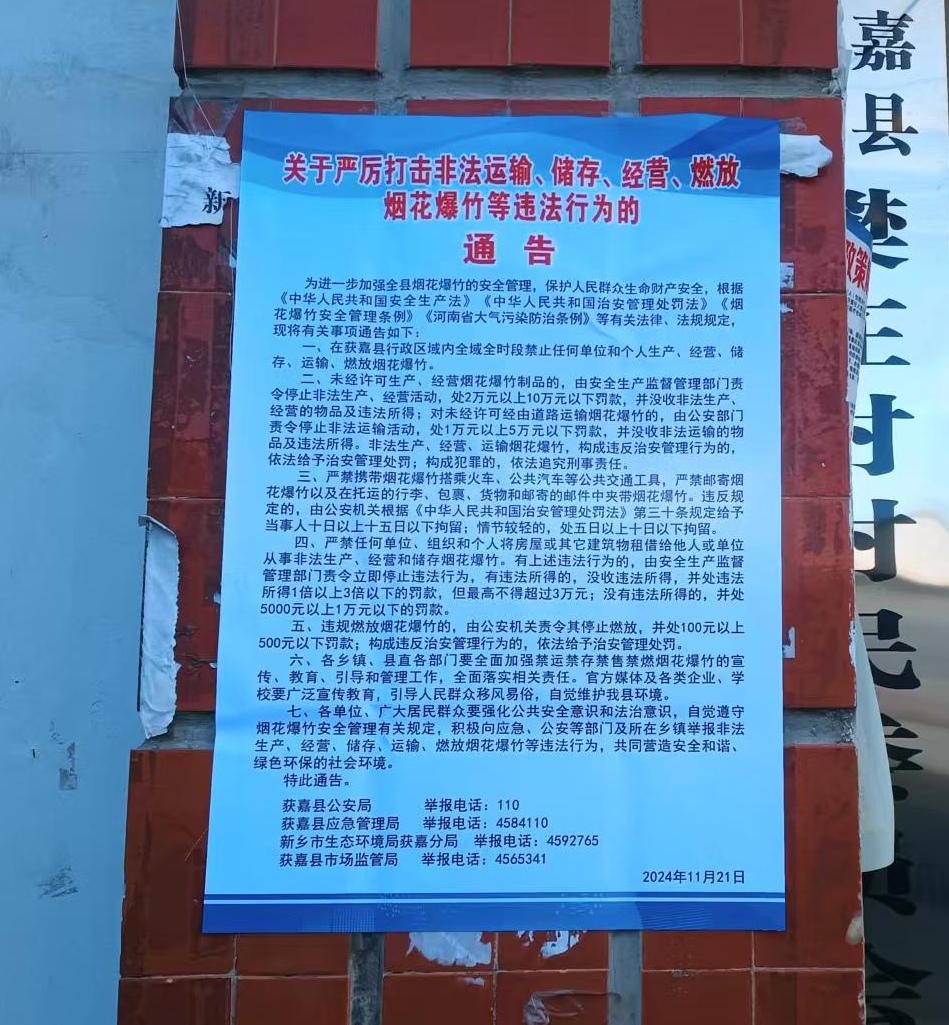 关于严厉打击非法运输、储存、经营、燃放
烟花爆竹等违法行为的
通 告
为进一步加强全县烟花爆竹的安全管理，保护人民群众生命财产安全，根据
《中华人民共和国安全生产法》《中华人民共和国治安管理处罚法》《烟
花爆竹安全管理条例》《河南省大气污染防治条例》等有关法律、法规规定，
现将有关事项通告如下：
一、在获嘉县行政区域内全域全时段禁止任何单位和个人生产、经营、储
存、运输、燃放烟花爆竹。
二、未经许可生产、经营烟花爆竹制品的，由安全生产监督管理部门责
令停止非法生产、经营活动，处2万元以上10万元以下罚款，并没收非法生产、
经营的物品及违法所得；对未经许可经由道路运输烟花爆竹的，由公安部门
责令停止非法运输活动，处1万元以上5万元以下罚款，并没收非法运输的物
品及违法所得。非法生产、经营、运输烟花爆竹，构成违反治安管理行为的，
依法给予治安管理处罚；构成犯罪的，依法追究刑事责任。
三、严禁携带烟花爆竹搭乘火车、公共汽车等公共交通工具，严禁邮寄烟
花爆竹以及在托运的行李、包裹、货物和邮寄的邮件中夹带烟花爆竹。违反规
定的，由公安机关根据《中华人民共和国治安管理处罚法》第三十条规定给予
当事人十日以上十五日以下拘留；情节较轻的，处五日以上十日以下拘留。
四、严禁任何单位、组织和个人将房屋或其它建筑物租借给他人或单位
从事非法生产、经营和储存烟花爆竹。有上述违法行为的，由安全生产监督
管理部门责令立即停止违法行为，有违法所得的，没收违法所得，并处违法
所得1倍以上3倍以下的罚款，但最高不得超过3万元；没有违法所得的，并处
5000元以上1万元以下的罚款。
五、违规燃放烟花爆竹的，由公安机关责令其停止燃放，并处100元以上
500元以下罚款；构成违反治安管理行为的，依法给予治安管理处罚。
六、各乡镇、县直各部门要全面加强禁运禁存禁售禁燃烟花爆竹的宣
传、教育、引导和管理工作，全面落实相关责任。官方媒体及各类企业、学
校要广泛宣传教育，引导人民群众移风易俗，自觉维护我县环境。
七、各单位、广大居民群众要强化公共安全意识和法治意识，自觉遵守
烟花爆竹安全管理有关规定，积极向应急、公安等部门及所在乡镇举报非法
生产、经营、储存、运输、燃放烟花爆竹等违法行为，共同营造安全和谐、
绿色环保的社会环境。
特此通告。
获嘉县公安局 举报电话：110
获嘉县应急管理局 举报电话：4584110
新乡市生态环境局获嘉分局 举报电话：4592765
获嘉县市场监管局 举报电话：4565341
2024年11月21日
新
嘉县
村村民委
政策